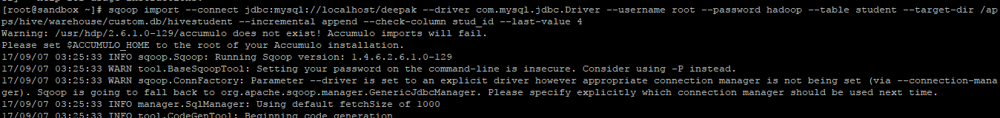 [root@sandbox ~]# sqoop import --connect jdbc:mysql://localhost/deepak --driver com.mysql.jdbc.Driver --username root --password hadoop --table student --target-dir /ap
ps/hive/warehouse/custom.db/hivestudent --incremental append --check-column stud_id --last-value 4
Warning: /usr/hdp/2.6.1.0-129/accumulo does not exist! Accumulo imports will fail.
Please set $ACCUMULO_HOME to the root of your Accumulo installation.
17/09/07 03:25:33 INFO sqoop.Sqoop: Running Sqoop version: 1.4.6.2.6.1.0-129
17/09/07 03:25:33 WARN tool.BaseSqoopTool: Setting your password on the command-line is insecure. Consider using -P instead.
17/09/07 03:25:33 WARN sqoop.ConnFactory: Parameter --driver is set to an explicit driver however appropriate connection manager is not being set (via --connection-mana
ger). Sqoop is going to fall back to org.apache.sqoop.manager.GenericJdbcManager. Please specify explicitly which connection manager should be used next time.
17/09/07 03:25:33 INFO manager.SqlManager: Using default fetchSize of 1000
17/09/07 03:25:33 INFO tool.CodeGenTool: Beginning code generation